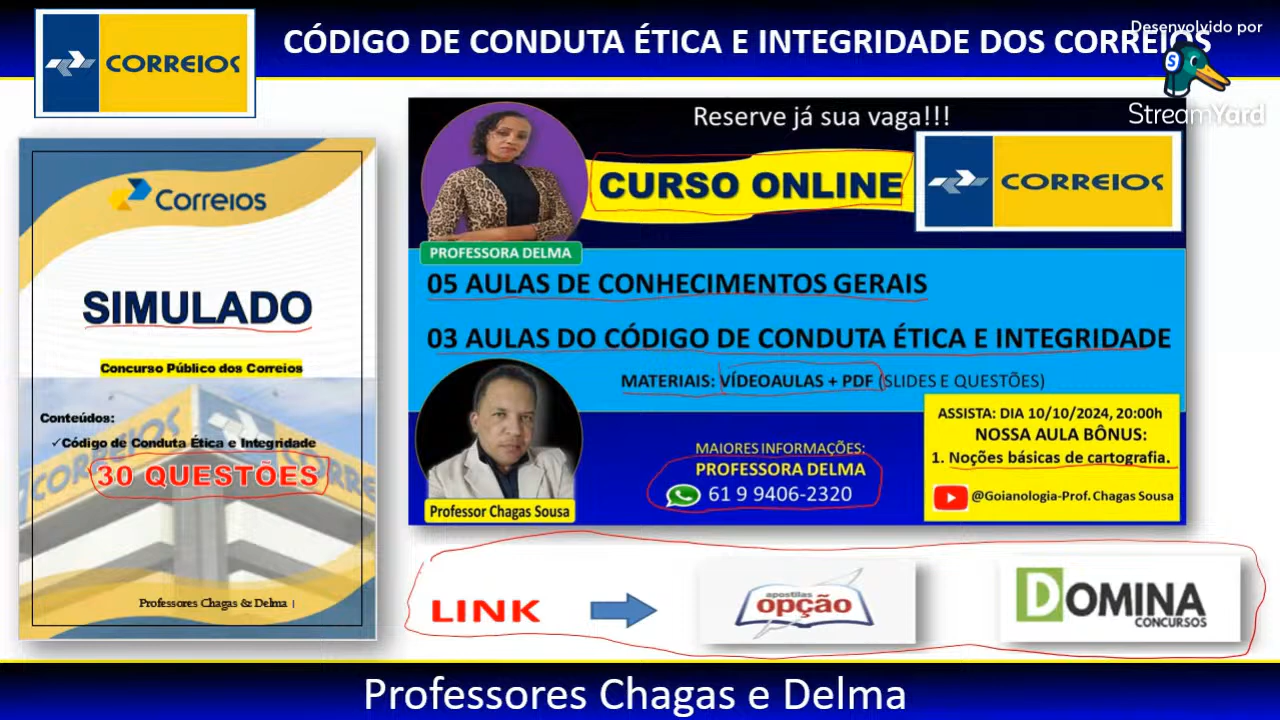 CORREIOS
CÓDIGO DE CONDUTA ÉTICA E INTEGRIDADE DOS CORREIOS
Desenvolvido por
StreamYard
Correios
SIMULADO
Concurso Público dos Correios
Conteúdos:
✓Código de Conduta Ética e Integridade
30 QUESTÕES
Professores Chagas & Delma |
Reserve já sua vaga!!!
CURSO ONLINE
CORREIOS
PROFESSORA DELMA
05 AULAS DE CONHECIMENTOS GERAIS
03 AULAS DO CÓDIGO DE CONDUTA ÉTICA E INTEGRIDADE
MATERIAIS: VÍDEOAULAS + PDF (SLIDES E QUESTÕES)
MAIORES INFORMAÇÕES:
PROFESSORA DELMA
61 9 9406-2320
Professor Chagas Sousa
ASSISTA: DIA 10/10/2024, 20:00h
NOSSA AULA BÔNUS:
1. Noções básicas de cartografia.
@Goianologia-Prof. Chagas Sousa
LINK
apostilas
opção
DOMINA
CONCURSOS
Professores Chagas e Delma